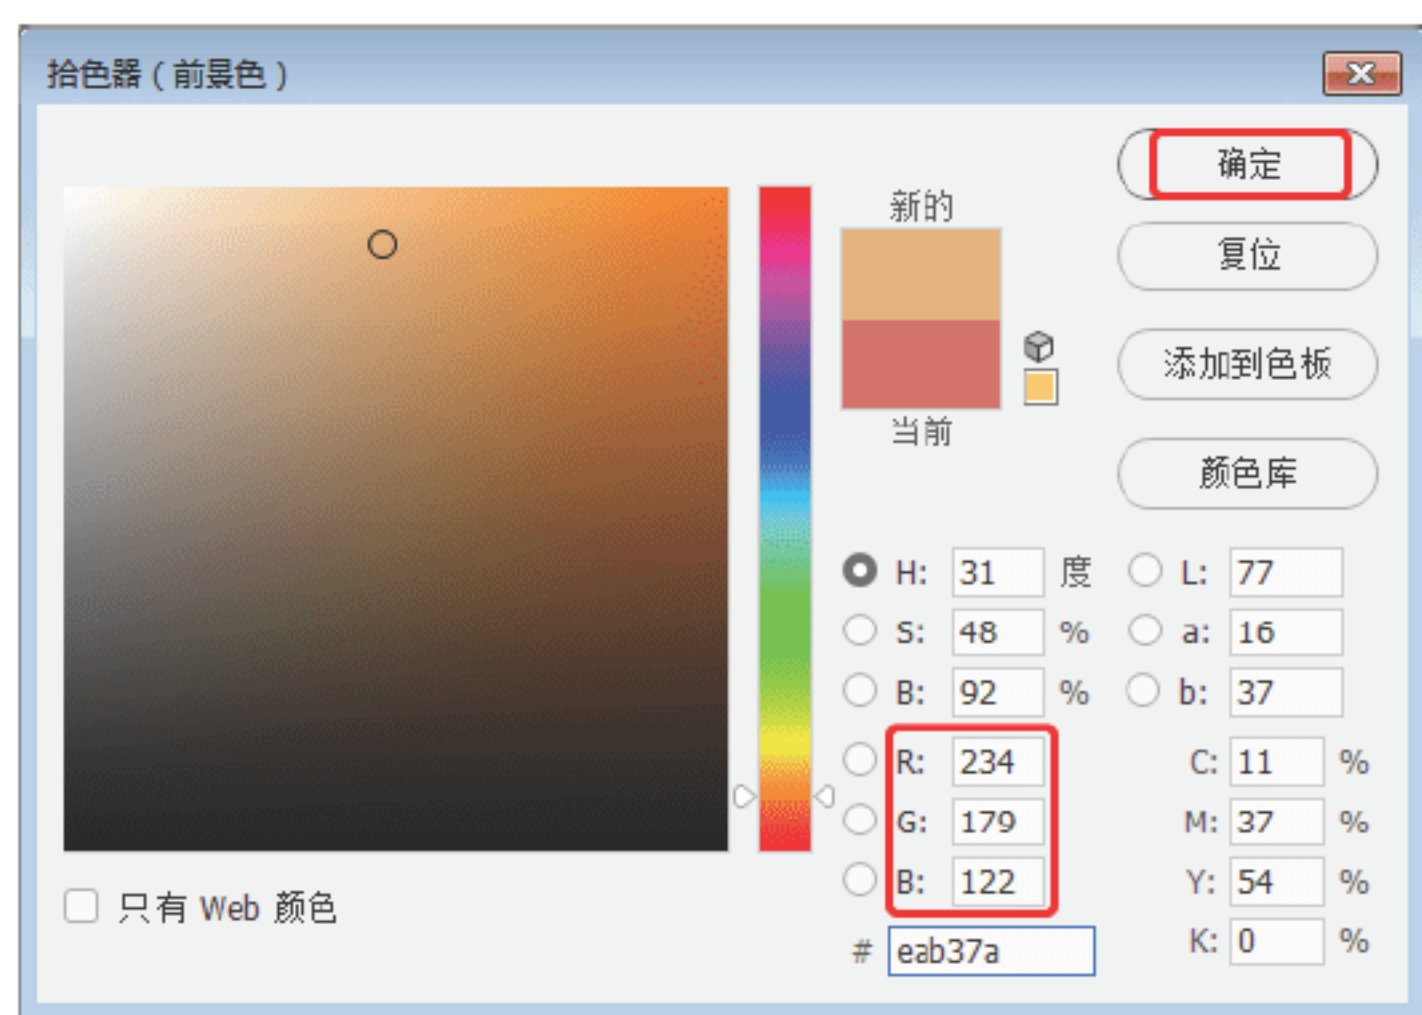 拾色器（前景色）
确定
新的
复位
添加到色板
当前
颜色库
H: 31 度
L: 77
S: 48 %
a: 16
B: 92 %
b: 37
R: 234
C: 11 %
G: 179
M: 37 %
B: 122
Y: 54 %
只有 Web 颜色
# eab37a
K: 0 %